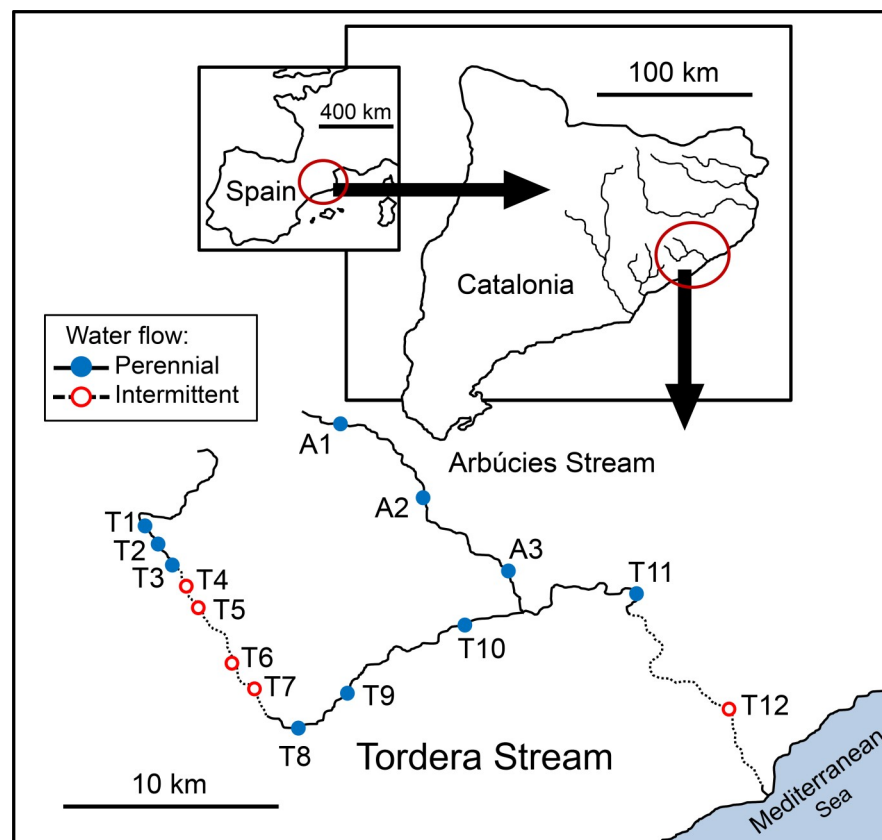 100 km
400 km
Spain
Catalonia
Water flow:
Perennial
Intermittent
A1
Arbúcies Stream
A2
T1
T2
A3
T3
T4
T11
T5
T10
T6
T7
T9
T12
T8
Tordera Stream
10 km
Mediterranean
Sea